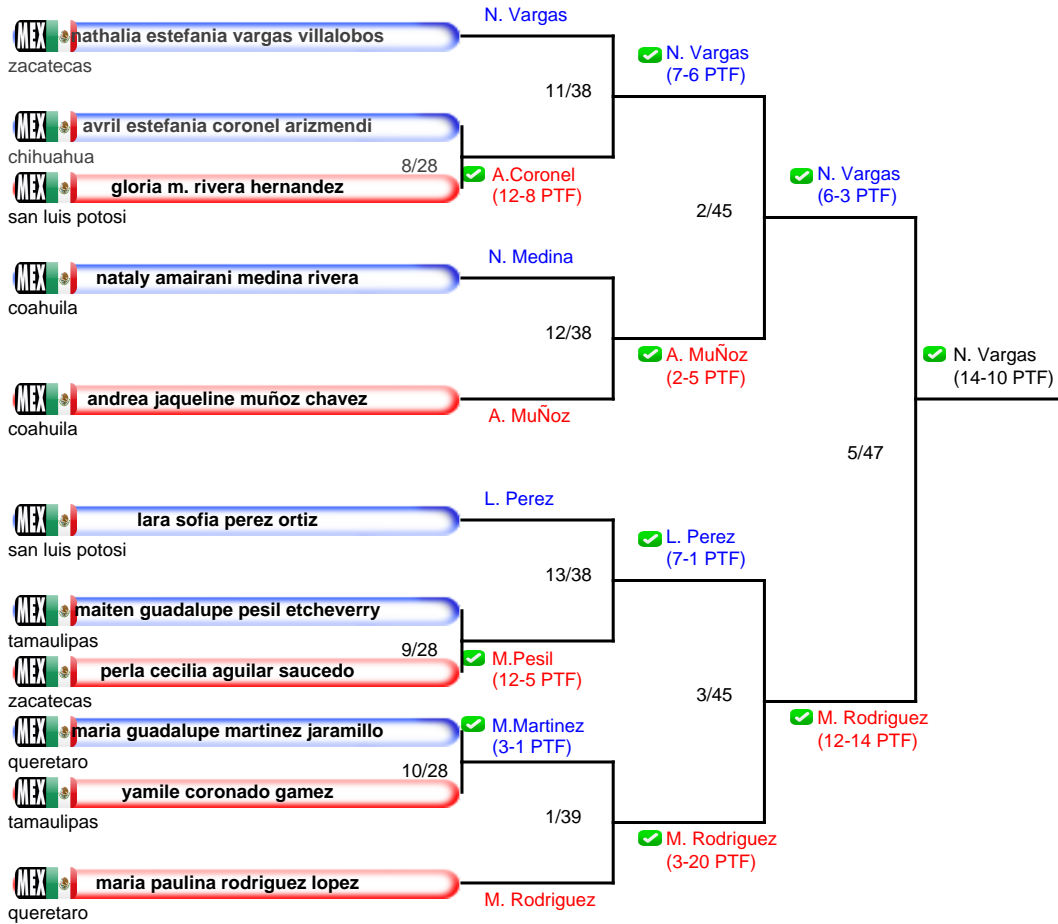 N. Vargas
MEX nathalia estefania vargas villalobos
zacatecas
N. Vargas
(7-6 PTF)
11/38
MEX avril estefania coronel arizmendi
chihuahua
8/28
A.Coronel
(12-8 PTF)
MEX gloria m. rivera hernandez
san luis potosi
N. Vargas
(6-3 PTF)
2/45
N. Medina
MEX nataly amairani medina rivera
coahuila
12/38
A. MuÑoz
(2-5 PTF)
N. Vargas
(14-10 PTF)
MEX andrea jaqueline muñoz chavez
coahuila
A. MuÑoz
5/47
L. Perez
MEX lara sofia perez ortiz
san luis potosi
L. Perez
(7-1 PTF)
13/38
MEX maiten guadalupe pesil etcheverry
tamaulipas
9/28
M.Pesil
(12-5 PTF)
MEX perla cecilia aguilar saucedo
zacatecas
3/45
M. Rodriguez
(12-14 PTF)
MEX maria guadalupe martinez jaramillo
queretaro
M.Martinez
(3-1 PTF)
10/28
MEX yamile coronado gamez
tamaulipas
1/39
M. Rodriguez
(3-20 PTF)
MEX maria paulina rodriguez lopez
queretaro
M. Rodriguez